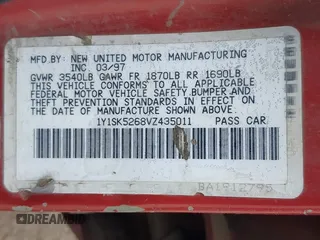 MFD BY NEW UNITED MOTOR MANUFACTURING
INC 03/97
GVWR 3540LB GAWR FR 1870LB RR 1690LB
THIS VEHICLE CONFORMS TO ALL APPLICABLE
FEDERAL MOTOR VEHICLE SAFETY, BUMPER, AND
THEFT PREVENTION STANDARDS IN EFFECT
ON THE DATE OF MANUFACTURE SHOWN ABOVE.
1Y1SK5268VZ435011 PASS CAR
BA1912795
DREAMBID